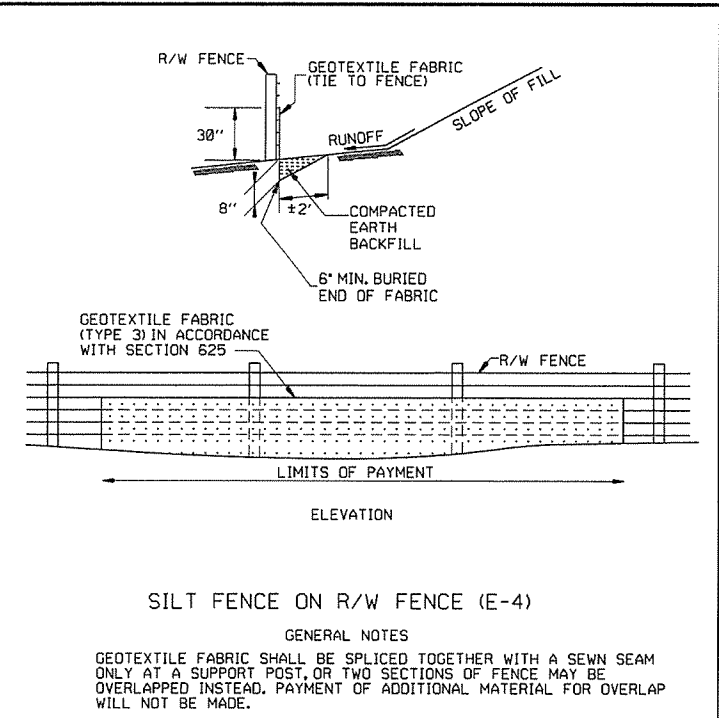 R/W FENCE
GEOTEXTILE FABRIC
(TIE TO FENCE)
SLOPE OF FILL
30"
RUNOFF
8"
±2'
COMPACTED
EARTH
BACKFILL
6" MIN. BURIED
END OF FABRIC
GEOTEXTILE FABRIC
(TYPE 3) IN ACCORDANCE
WITH SECTION 625
R/W FENCE
LIMITS OF PAYMENT
ELEVATION
SILT FENCE ON R/W FENCE (E-4)
GENERAL NOTES
GEOTEXTILE FABRIC SHALL BE SPLICED TOGETHER WITH A SEWN SEAM
ONLY AT A SUPPORT POST, OR TWO SECTIONS OF FENCE MAY BE
OVERLAPPED INSTEAD. PAYMENT OF ADDITIONAL MATERIAL FOR OVERLAP
WILL NOT BE MADE.